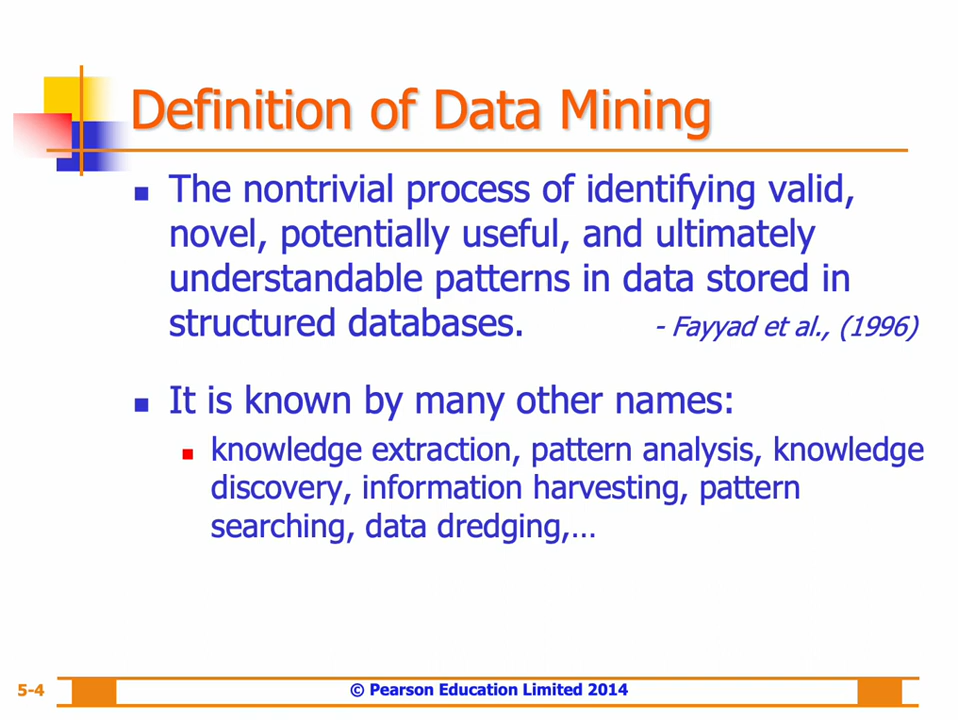 Definition of Data Mining
The nontrivial process of identifying valid,
novel, potentially useful, and ultimately
understandable patterns in data stored in
structured databases. - Fayyad et al., (1996)
It is known by many other names:
knowledge extraction, pattern analysis, knowledge
discovery, information harvesting, pattern
searching, data dredging,…
5-4 © Pearson Education Limited 2014